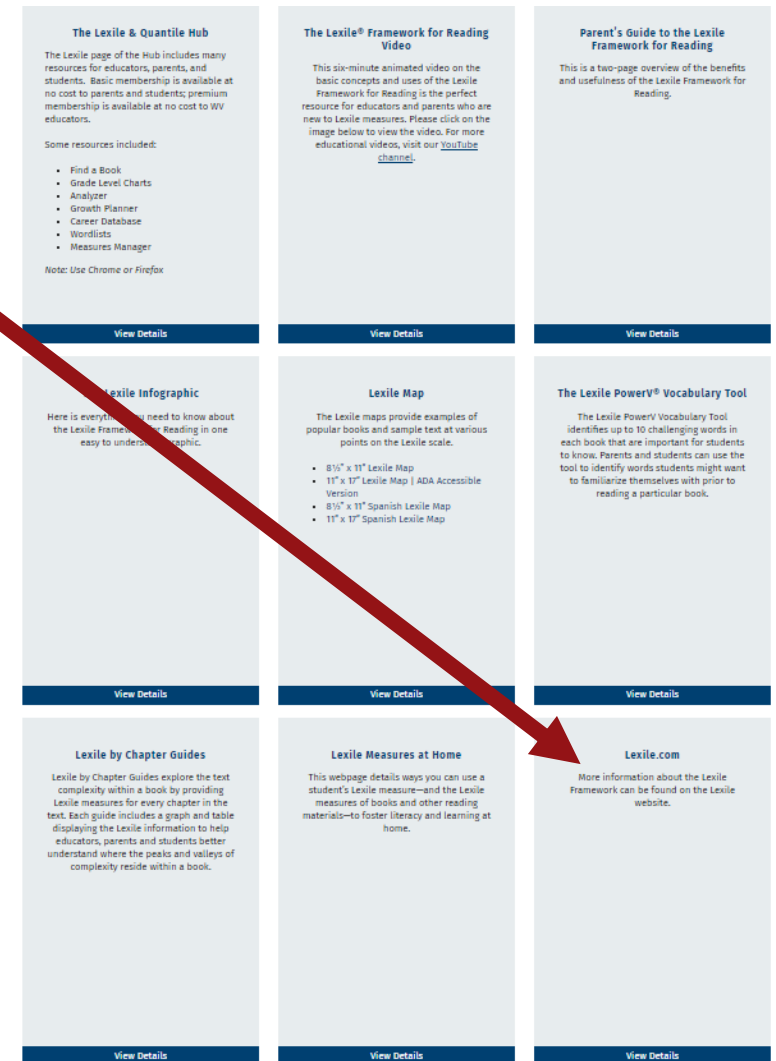 The Lexile & Quantile Hub
The Lexile page of the Hub includes many
resources for educators, parents, and
students. Basic membership is available at
no cost to parents and students; premium
membership is available at no cost to WV
educators.
Some resources included:
• Find a Book
• Grade Level Charts
• Analyzer
• Growth Planner
• Career Database
• Wordlists
• Measures Manager
Note: Use Chrome or Firefox
View Details
The Lexile® Framework for Reading
Video
This six-minute animated video on the
basic concepts and uses of the Lexile
Framework for Reading is the perfect
resource for educators and parents who are
new to Lexile measures. Please click on the
image below to view the video. For more
educational videos, visit our YouTube
channel.
View Details
Parent's Guide to the Lexile
Framework for Reading
This is a two-page overview of the benefits
and usefulness of the Lexile Framework for
Reading.
View Details
Lexile Infographic
Here is everything you need to know about
the Lexile Framework for Reading in one
easy to understand
View Details
Lexile Map
The Lexile maps provide examples of
popular books and sample text at various
points on the Lexile scale.
• 8½" x 11" Lexile Map
• 11" x 17" Lexile Map | ADA Accessible
Version
• 8½" x 11" Spanish Lexile Map
• 11" x 17" Spanish Lexile Map
View Details
The Lexile PowerV® Vocabulary Tool
The Lexile PowerV Vocabulary Tool
identifies up to 10 challenging words in
each book that are important for students
to know. Parents and students can use the
tool to identify words students might want
to familiarize themselves with prior to
reading a particular book.
View Details
Lexile by Chapter Guides
Lexile by Chapter Guides explore the text
complexity within a book by providing
Lexile measures for every chapter in the
text. Each guide includes a graph and table
displaying the Lexile information to help
educators, parents and students better
understand where the peaks and valleys of
complexity reside within a book.
View Details
Lexile Measures at Home
This webpage details ways you can use a
student's Lexile measure—and the Lexile
measures of books and other reading
materials—to foster literacy and learning at
home.
View Details
Lexile.com
More information about the Lexile
Framework can be found on the Lexile
website.
View Details